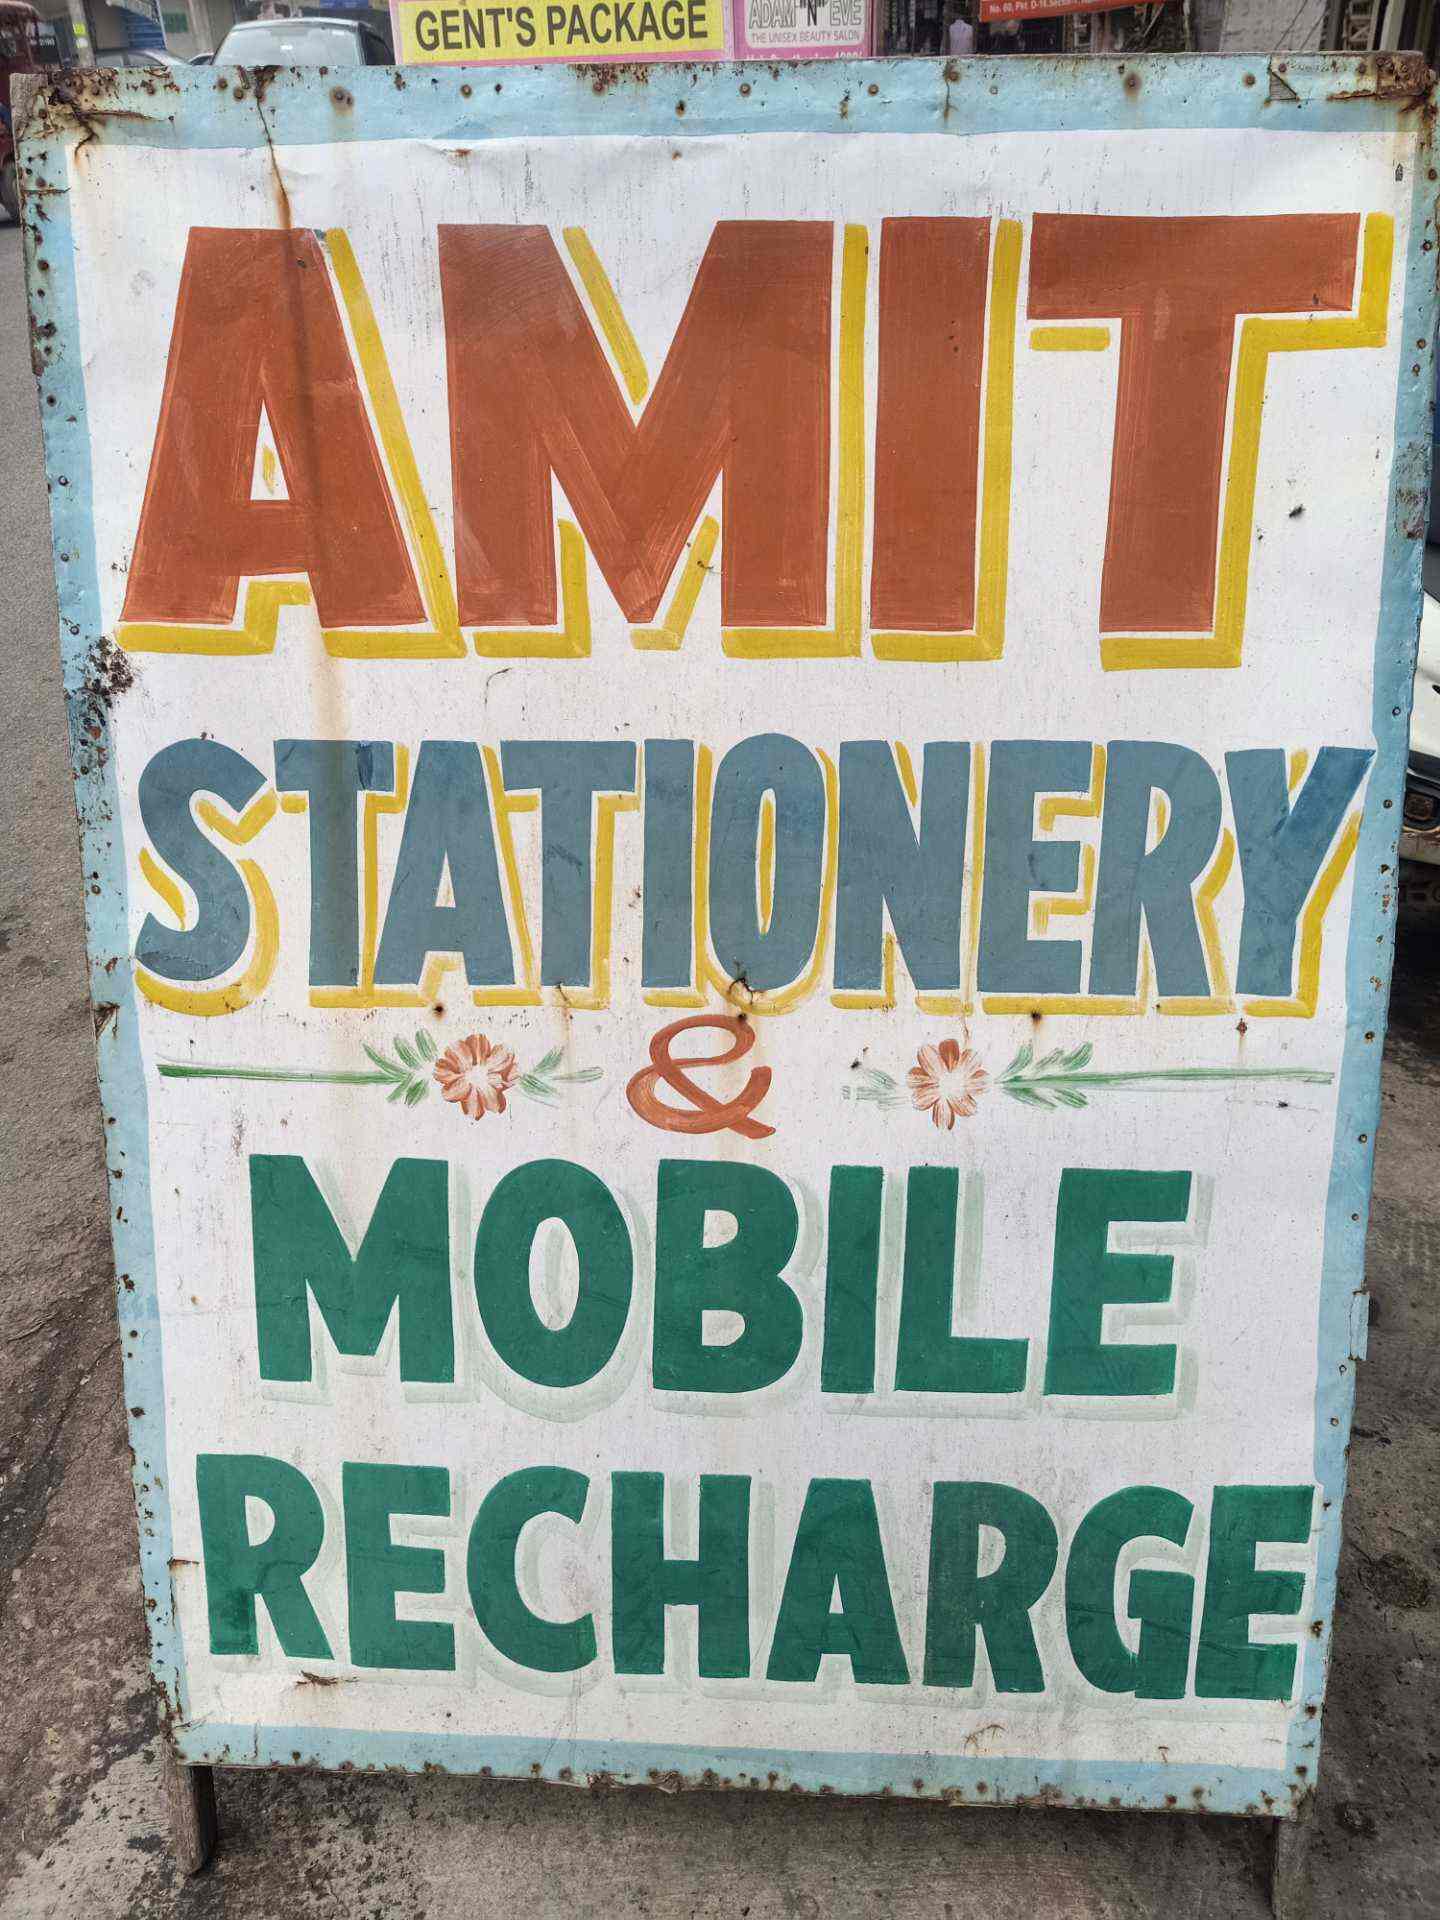 GENT'S PACKAGE
ADAM "N" EVE
THE UNISEX BEAUTY SALON
AMIT
STATIONERY
&
MOBILE
RECHARGE